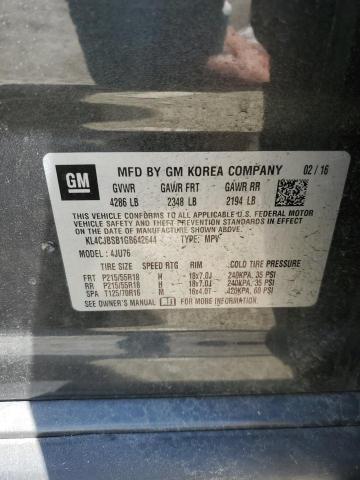 GM
MFD BY GM KOREA COMPANY 02/16
GVWR GAWR FRT GAWR RR
4286 LB 2348 LB 2194 LB
THIS VEHICLE CONFORMS TO ALL APPLICABLE U.S. FEDERAL MOTOR
VEHICLE SAFETY, BUMPER, AND THEFT PREVENTION STANDARDS IN EFFECT
ON THE DATE OF MANUFACTURE SHOWN ABOVE.
KL4CJBSB1GB642644 TYPE: MPV
MODEL : 4JU76
TIRE SIZE SPEED RTG RIM COLD TIRE PRESSURE
FRT P215/55R18 H 18x7.0J 240KPA, 35 PSI
RR P215/55R18 H 18x7.0J 240KPA, 35 PSI
SPA T125/70R16 M 16x4.0T 420KPA, 60 PSI
SEE OWNER'S MANUAL FOR ADDITIONAL INFORMATION